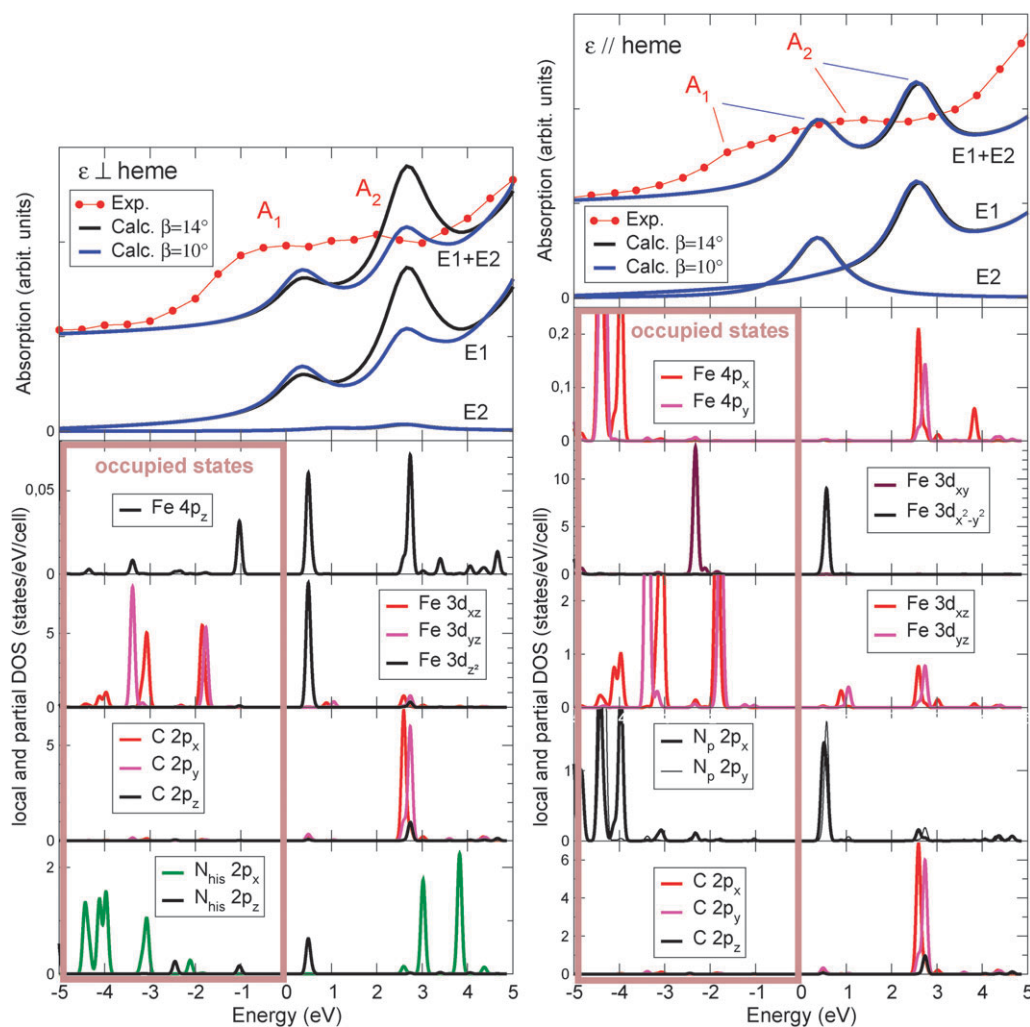 ε ⊥ heme
Exp.
Calc. β=14°
Calc. β=10°
A1
A2
E1+E2
E1
E2
0
Absorption (arbit. units)
occupied states
Fe 4pz
0,05
0
Fe 3dxz
Fe 3dyz
Fe 3dz²
5
0
C 2px
C 2py
C 2pz
5
0
Nhis 2px
Nhis 2pz
2
0
local and partial DOS (states/eV/cell)
-5 -4 -3 -2 -1 0 1 2 3 4 5
Energy (eV)
ε // heme
A1
A2
Exp.
Calc. β=14°
Calc. β=10°
E1+E2
E1
E2
0
Absorption (arbit. units)
occupied states
Fe 4px
Fe 4py
0,2
0,1
0
Fe 3dxy
Fe 3dx²-y²
10
5
0
Fe 3dxz
Fe 3dyz
2
1
0
Np 2px
Np 2py
1
0
C 2px
C 2py
C 2pz
6
4
2
0
local and partial DOS (states/eV/cell)
-5 -4 -3 -2 -1 0 1 2 3 4 5
Energy (eV)